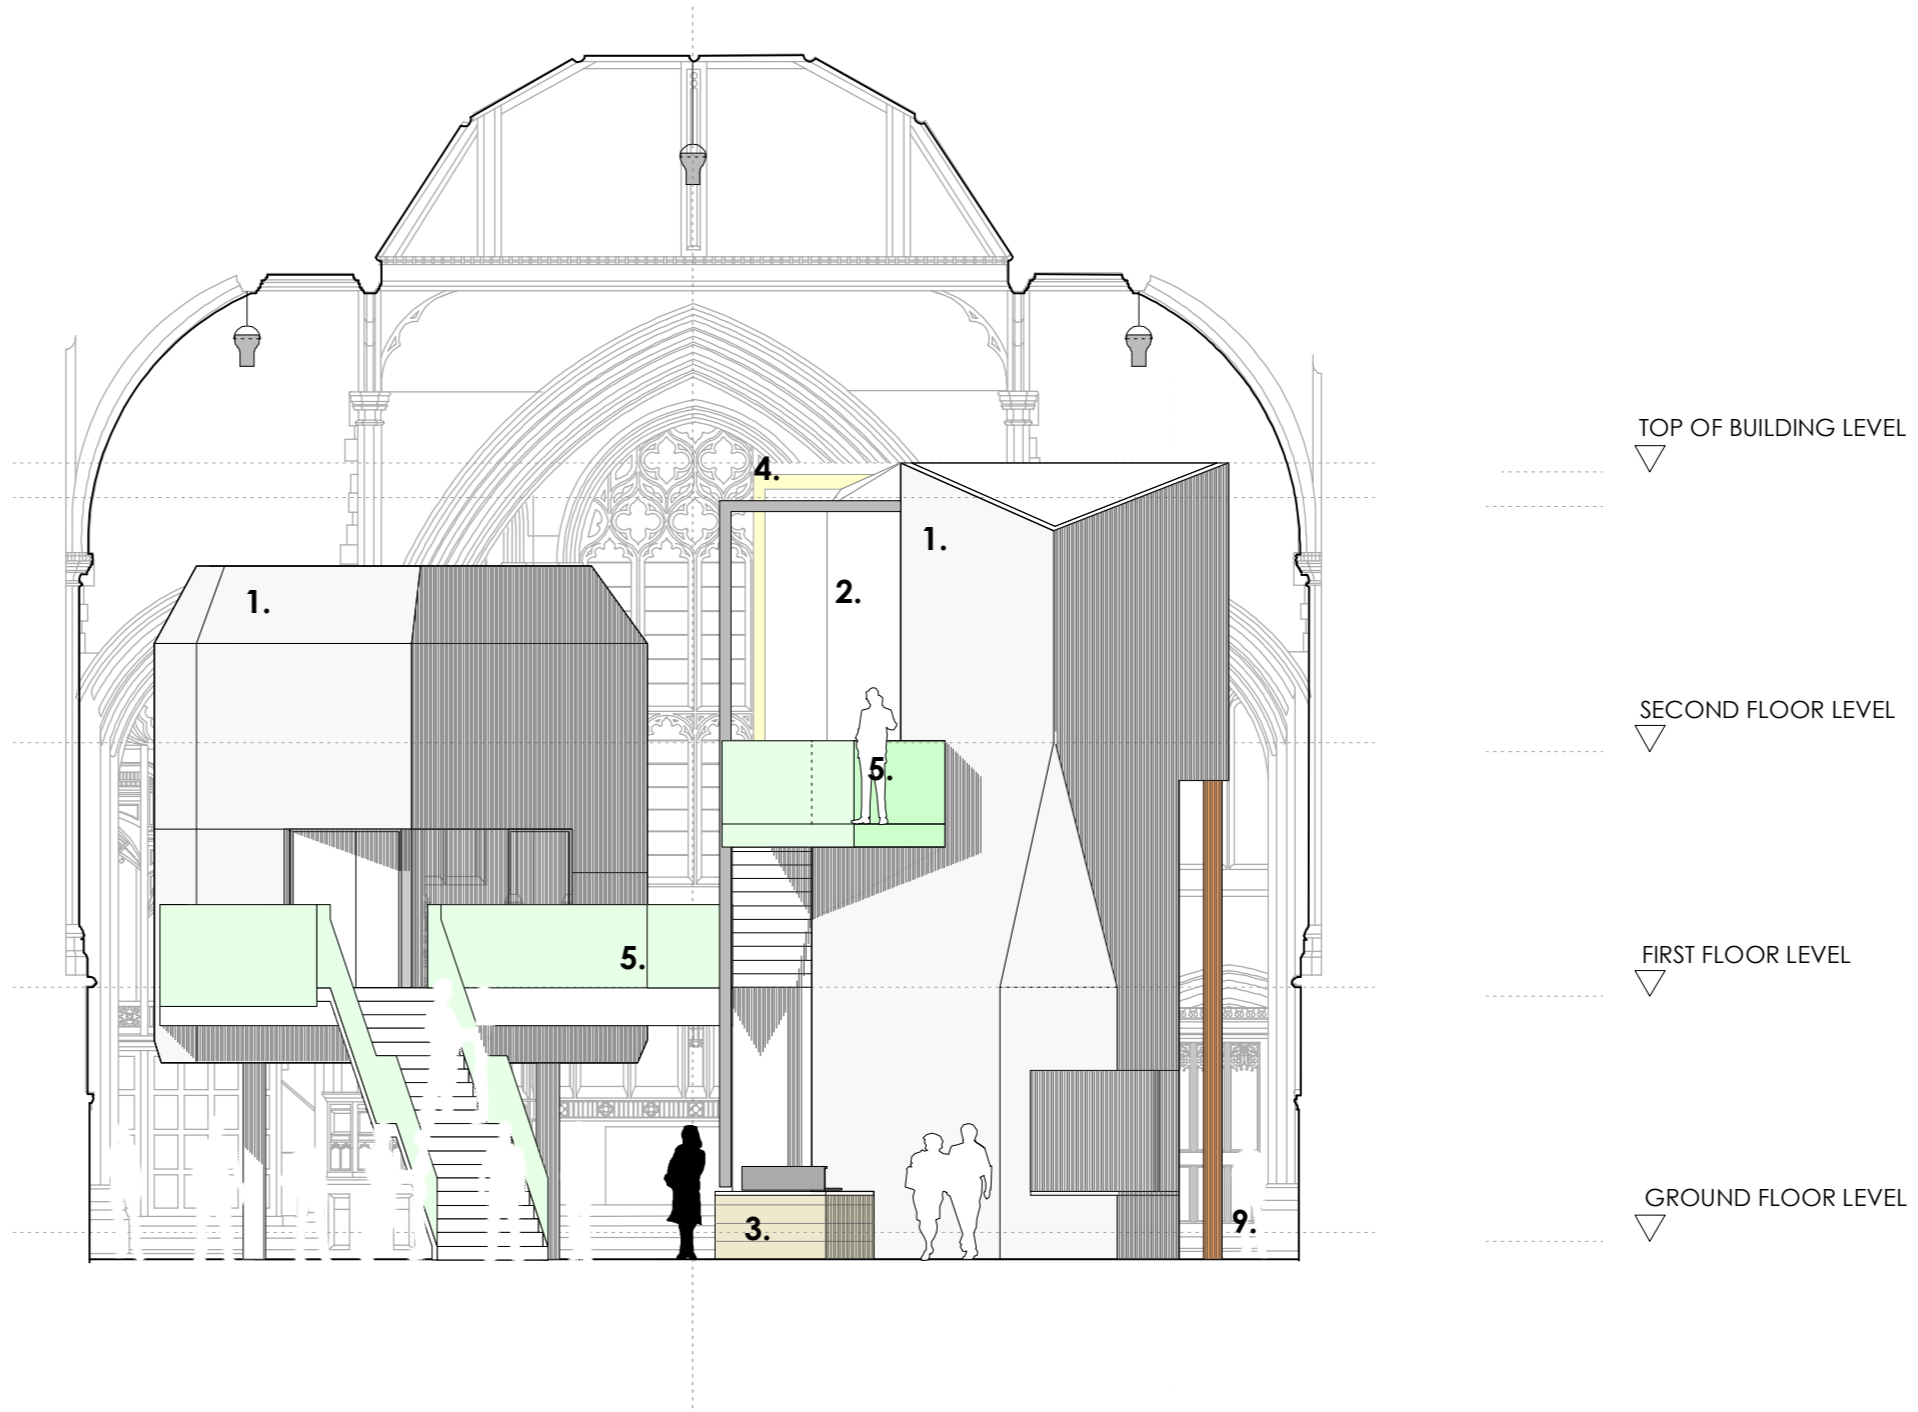 TOP OF BUILDING LEVEL
4.
1.
2.
1.
SECOND FLOOR LEVEL
5.
FIRST FLOOR LEVEL
5.
GROUND FLOOR LEVEL
3.
9.